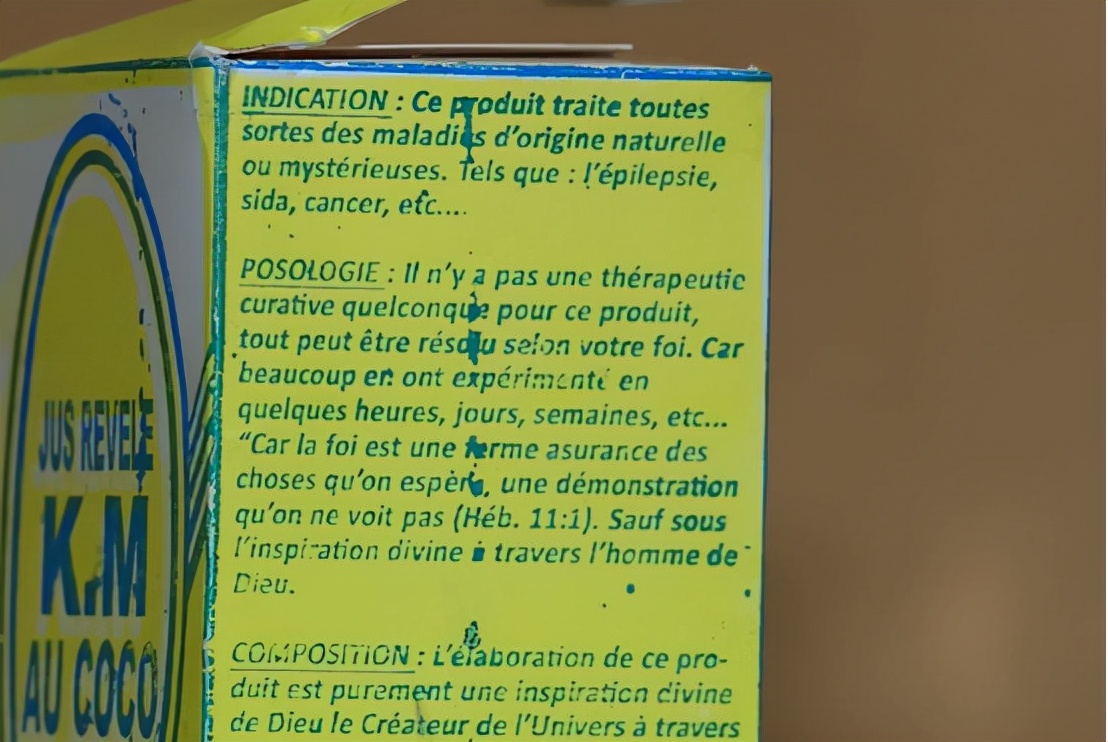 JUS REVELE
K.M
AU COCO
INDICATION : Ce produit traite toutes
sortes des maladies d'origine naturelle
ou mystérieuses. Tels que : l'épilepsie,
sida, cancer, etc....
POSOLOGIE : Il n'y a pas une thérapeutic
curative quelconque pour ce produit,
tout peut être résolu selon votre foi. Car
beaucoup en ont expérimenté en
quelques heures, jours, semaines, etc...
“Car la foi est une ferme asurance des
choses qu'on espère, une démonstration
qu'on ne voit pas (Héb. 11:1). Sauf sous
l'inspiration divine à travers l'homme de
Dieu.
COMPOSITION : L'élaboration de ce pro-
duit est purement une inspiration divine
de Dieu le Créateur de l'Univers à travers